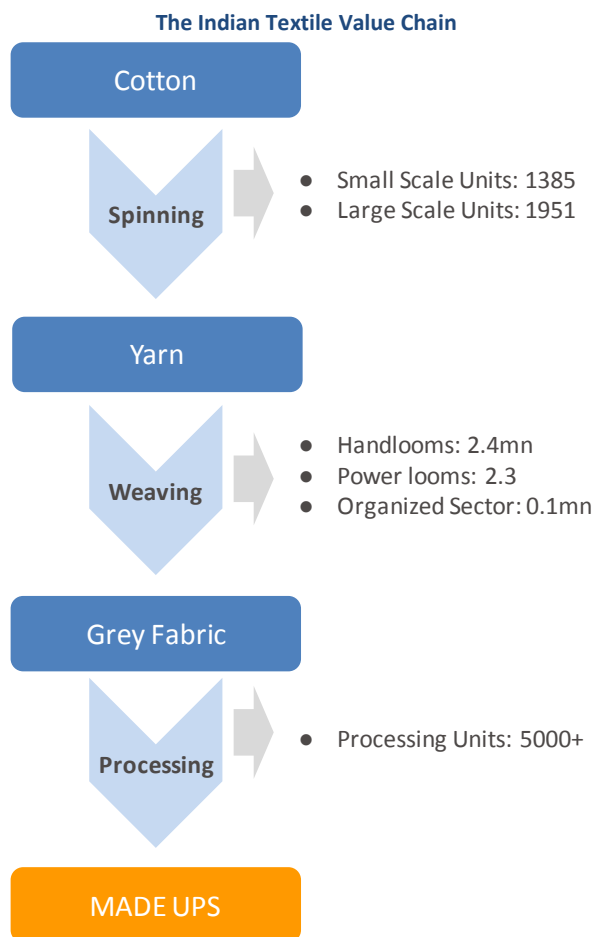 The Indian Textile Value Chain
Cotton
Spinning
● Small Scale Units: 1385
● Large Scale Units: 1951
Yarn
Weaving
● Handlooms: 2.4mn
● Power looms: 2.3
● Organized Sector: 0.1mn
Grey Fabric
Processing
● Processing Units: 5000+
MADE UPS